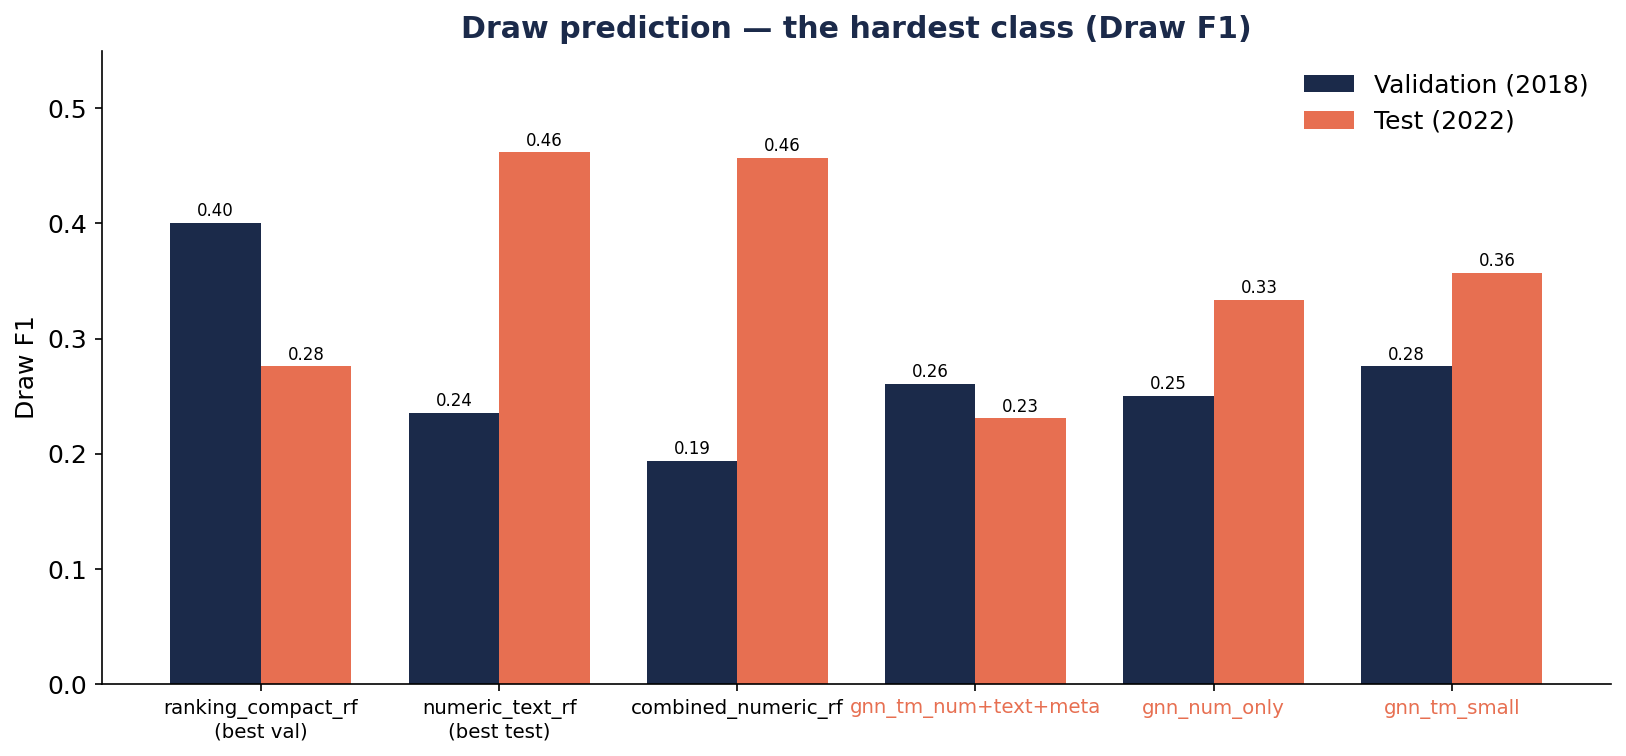 Draw prediction — the hardest class (Draw F1)
Validation (2018)
Test (2022)
Draw F1
0.5
0.4
0.3
0.2
0.1
0.0
0.40
0.28
0.24
0.46
0.19
0.46
0.26
0.23
0.25
0.33
0.28
0.36
ranking_compact_rf
(best val)
numeric_text_rf
(best test)
combined_numeric_rf
gnn_tm_num+text+meta
gnn_num_only
gnn_tm_small